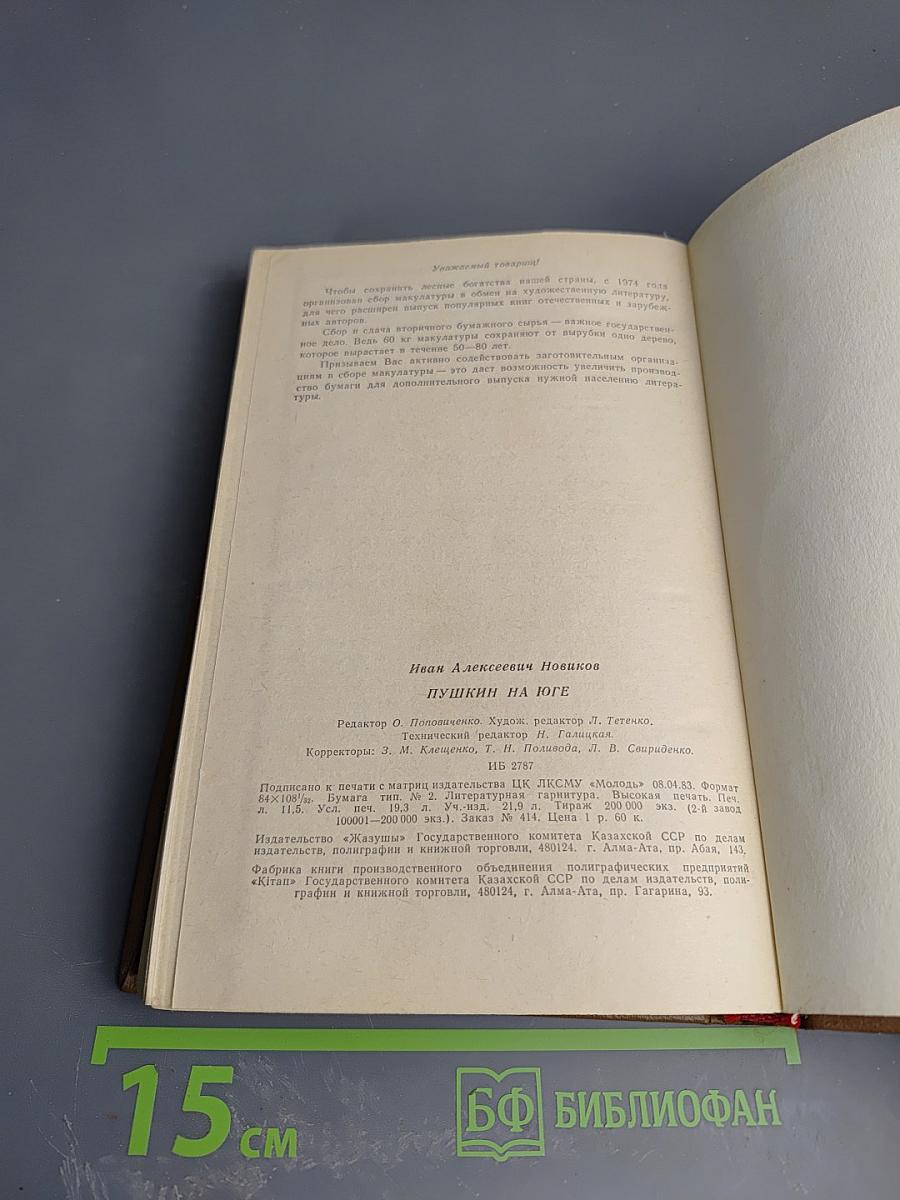 Уважаемый товарищ!
Чтобы сохранить лесные богатства нашей страны, с 1974 года
организован сбор макулатуры в обмен на художественную литературу,
для чего расширен выпуск популярных книг отечественных и зарубеж-
ных авторов.
Сбор и сдача вторичного бумажного сырья — важное государствен-
ное дело. Ведь 60 кг макулатуры сохраняют от вырубки одно дерево,
которое вырастает в течение 50—80 лет.
Призываем Вас активно содействовать заготовительным организа-
циям в сборе макулатуры — это даст возможность увеличить производ-
ство бумаги для дополнительного выпуска нужной населению литера-
туры.
Иван Алексеевич Новиков
ПУШКИН НА ЮГЕ
Редактор О. Поповиченко. Худож. редактор Л. Тетенко.
Технический редактор Н. Галицкая.
Корректоры: З. М. Клещенко, Т. Н. Поливода, Л. В. Свириденко.
ИБ 2787
Подписано к печати с матриц издательства ЦК ЛКСМУ «Молодь» 08.04.83. Формат
84×108¹/₃₂. Бумага тип. № 2. Литературная гарнитура. Высокая печать. Печ.
л. 11,5. Усл. печ. 19,3 л. Уч.-изд. 21,9 л. Тираж 200 000 экз. (2-й завод
100001—200 000 экз.). Заказ № 414. Цена 1 р. 60 к.
Издательство «Жазушы» Государственного комитета Казахской ССР по делам
издательств, полиграфии и книжной торговли, 480124. г. Алма-Ата, пр. Абая, 143.
Фабрика книги производственного объединения полиграфических предприятий
«Кітап» Государственного комитета Казахской ССР по делам издательств, поли-
графии и книжной торговли, 480124, г. Алма-Ата, пр. Гагарина, 93.
15 см
БФ БИБЛИОФАН